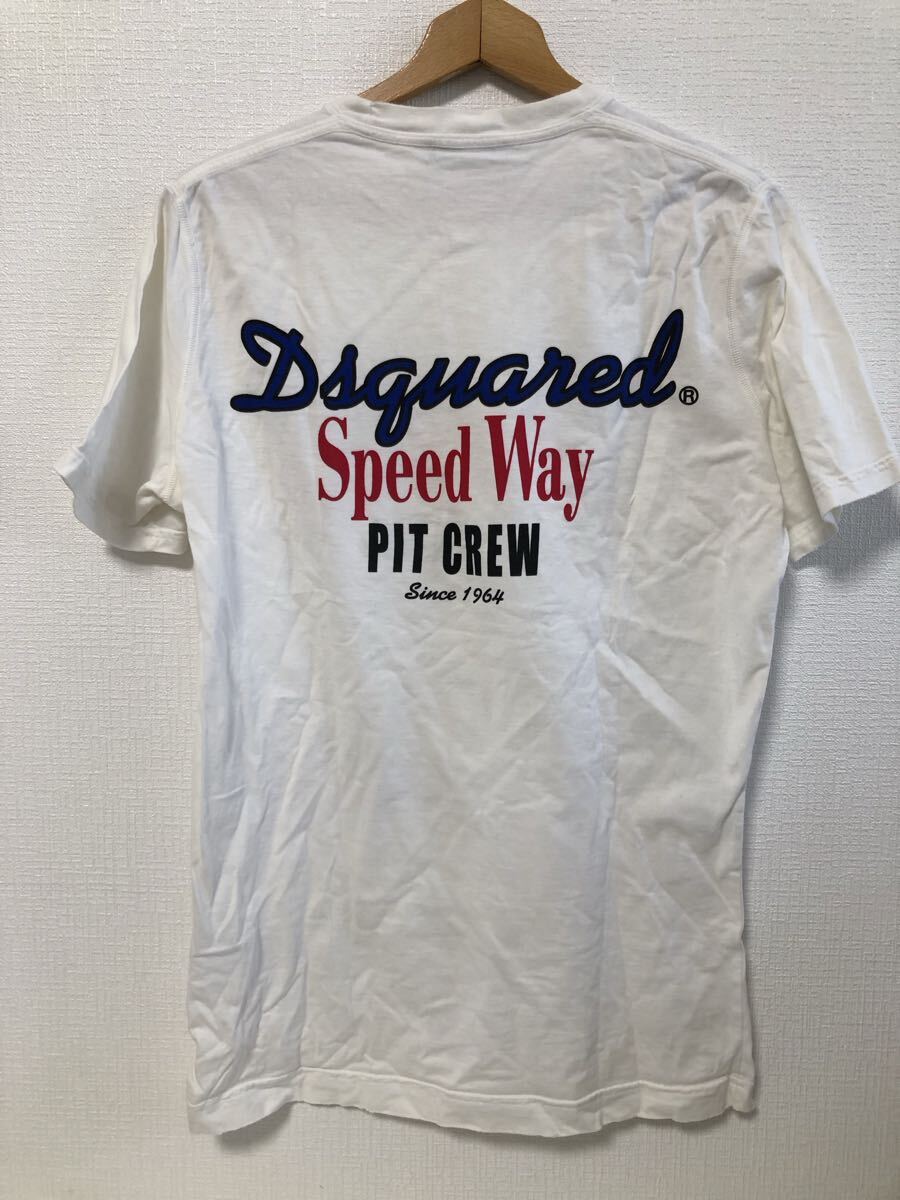 Dsquared®
Speed Way
PIT CREW
Since 1964